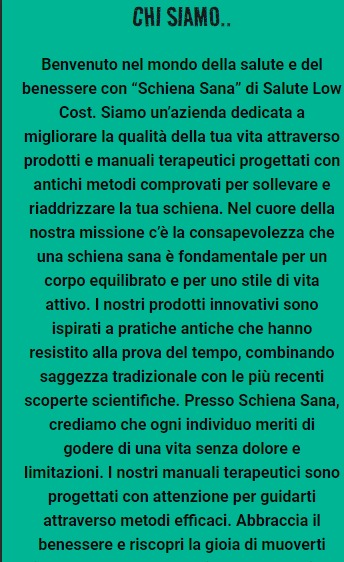 CHI SIAMO..
Benvenuto nel mondo della salute e del
benessere con “Schiena Sana” di Salute Low
Cost. Siamo un’azienda dedicata a
migliorare la qualità della tua vita attraverso
prodotti e manuali terapeutici progettati con
antichi metodi comprovati per sollevare e
riaddrizzare la tua schiena. Nel cuore della
nostra missione c’è la consapevolezza che
una schiena sana è fondamentale per un
corpo equilibrato e per uno stile di vita
attivo. I nostri prodotti innovativi sono
ispirati a pratiche antiche che hanno
resistito alla prova del tempo, combinando
saggezza tradizionale con le più recenti
scoperte scientifiche. Presso Schiena Sana,
crediamo che ogni individuo meriti di
godere di una vita senza dolore e
limitazioni. I nostri manuali terapeutici sono
progettati con attenzione per guidarti
attraverso metodi efficaci. Abbraccia il
benessere e riscopri la gioia di muoverti